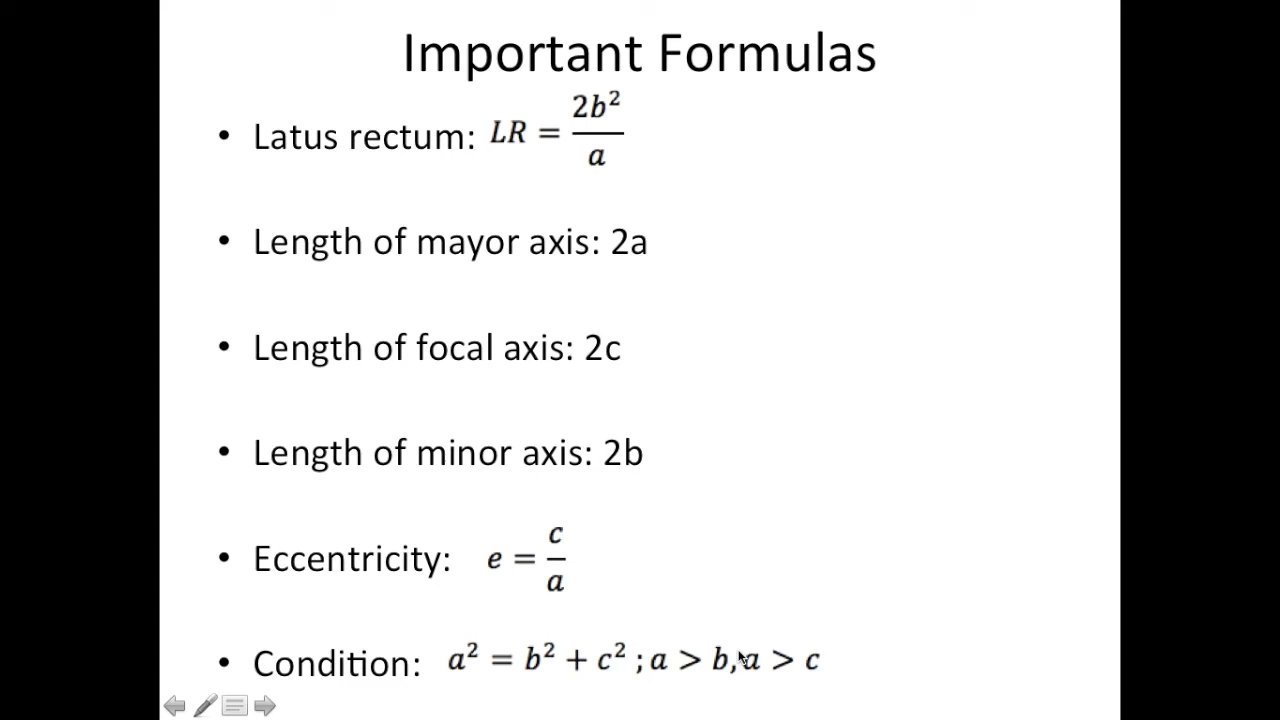 Important Formulas
• Latus rectum: LR = 2b²/a
• Length of mayor axis: 2a
• Length of focal axis: 2c
• Length of minor axis: 2b
• Eccentricity: e = c/a
• Condition: a² = b² + c² ; a > b, a > c